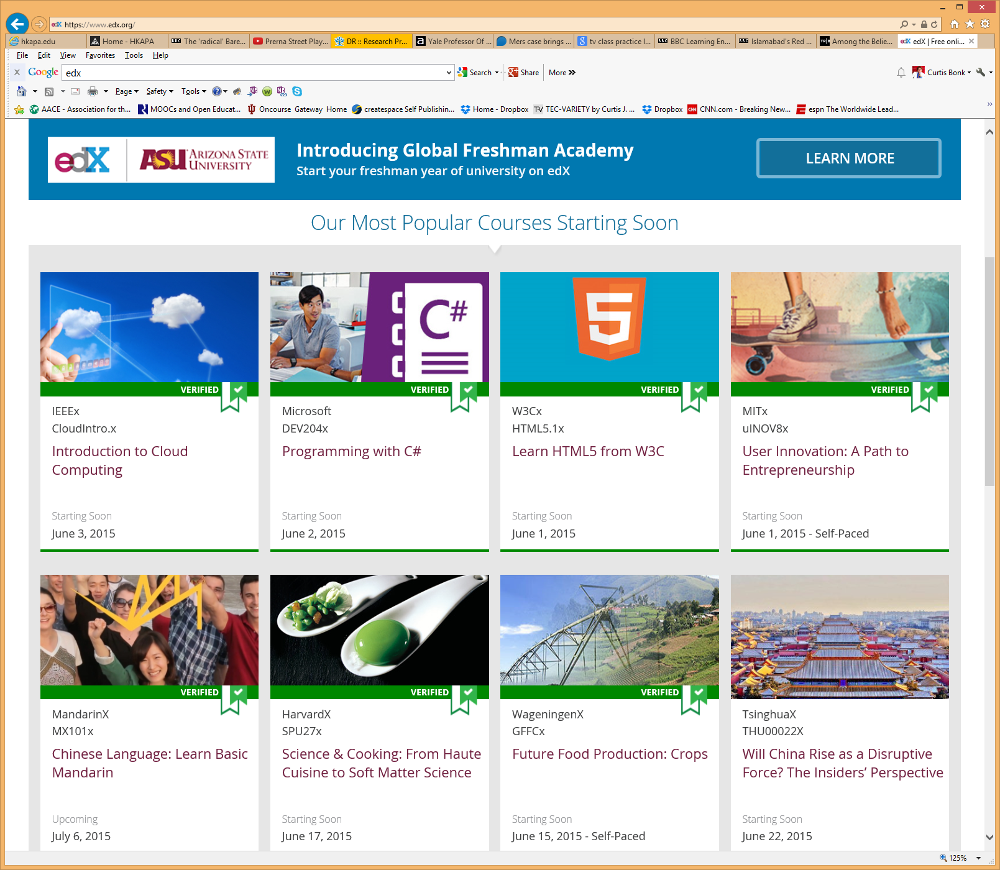 https://www.edx.org/
hkapa.edu
Home - HKAPA
BBC The 'radical' Bare...
Prerna Street Play...
DR :: Research Pr...
a Yale Professor Of ...
Mers case brings ...
8 tv class practice l...
BBC BBC Learning En...
BBC Islamabad's Red ...
TR|B Among the Belie...
edX edX | Free onli...
File Edit View Favorites Tools Help
x Google edx Search Share More »
Curtis Bonk
Page Safety Tools
AACE - Association for th...
MOOCs and Open Educat...
Oncourse Gateway Home
createspace Self Publishin...
Home - Dropbox
TV TEC-VARIETY by Curtis J. ...
Dropbox
CNN CNN.com - Breaking New...
espn The Worldwide Lead...
edX
ASU ARIZONA STATE
UNIVERSITY
Introducing Global Freshman Academy
Start your freshman year of university on edX
LEARN MORE
Our Most Popular Courses Starting Soon
C#
5
VERIFIED
IEEEx
CloudIntro.x
Introduction to Cloud
Computing
Starting Soon
June 3, 2015
VERIFIED
Microsoft
DEV204x
Programming with C#
Starting Soon
June 2, 2015
VERIFIED
W3Cx
HTML5.1x
Learn HTML5 from W3C
Starting Soon
June 1, 2015
VERIFIED
MITx
uINOV8x
User Innovation: A Path to
Entrepreneurship
Starting Soon
June 1, 2015 - Self-Paced
VERIFIED
MandarinX
MX101x
Chinese Language: Learn Basic
Mandarin
Upcoming
July 6, 2015
VERIFIED
HarvardX
SPU27x
Science & Cooking: From Haute
Cuisine to Soft Matter Science
Starting Soon
June 17, 2015
VERIFIED
WageningenX
GFFCx
Future Food Production: Crops
Starting Soon
June 15, 2015 - Self-Paced
TsinghuaX
THU00022X
Will China Rise as a Disruptive
Force? The Insiders’ Perspective
Starting Soon
June 22, 2015
125%